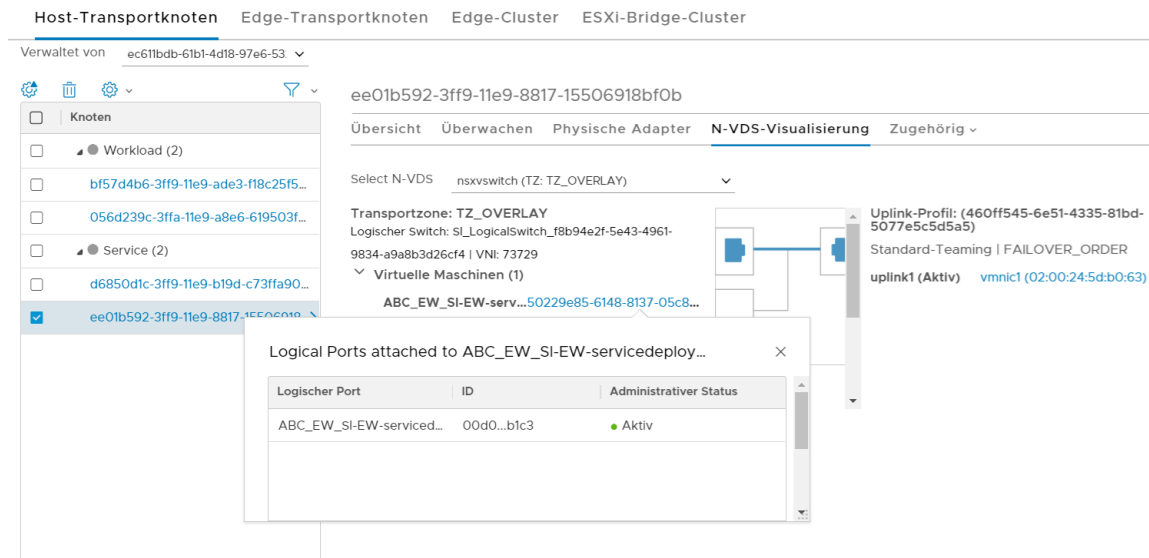 Host-Transportknoten Edge-Transportknoten Edge-Cluster ESXi-Bridge-Cluster
Verwaltet von ec611bdb-61b1-4d18-97e6-53.
Knoten
Workload (2)
bf57d4b6-3ff9-11e9-ade3-f18c25f5...
056d239c-3ffa-11e9-a8e6-619503f...
Service (2)
d6850d1c-3ff9-11e9-b19d-c73ffa90...
ee01b592-3ff9-11e9-8817-15506918
ee01b592-3ff9-11e9-8817-15506918bf0b
Übersicht Überwachen Physische Adapter N-VDS-Visualisierung Zugehörig
Select N-VDS nsxvswitch (TZ: TZ_OVERLAY)
Transportzone: TZ_OVERLAY
Logischer Switch: SI_LogicalSwitch_f8b94e2f-5e43-4961-
9834-a9a8b3d26cf4 | VNI: 73729
Virtuelle Maschinen (1)
ABC_EW_SI-EW-serv...50229e85-6148-8137-05c8...
Uplink-Profil: (460ff545-6e51-4335-81bd-
5077e5c5d5a5)
Standard-Teaming | FAILOVER_ORDER
uplink1 (Aktiv) vmnic1 (02:00:24:5d:b0:63)
Logical Ports attached to ABC_EW_SI-EW-servicedeploy...
Logischer Port ID Administrativer Status
ABC_EW_SI-EW-serviced... 00d0...b1c3 Aktiv